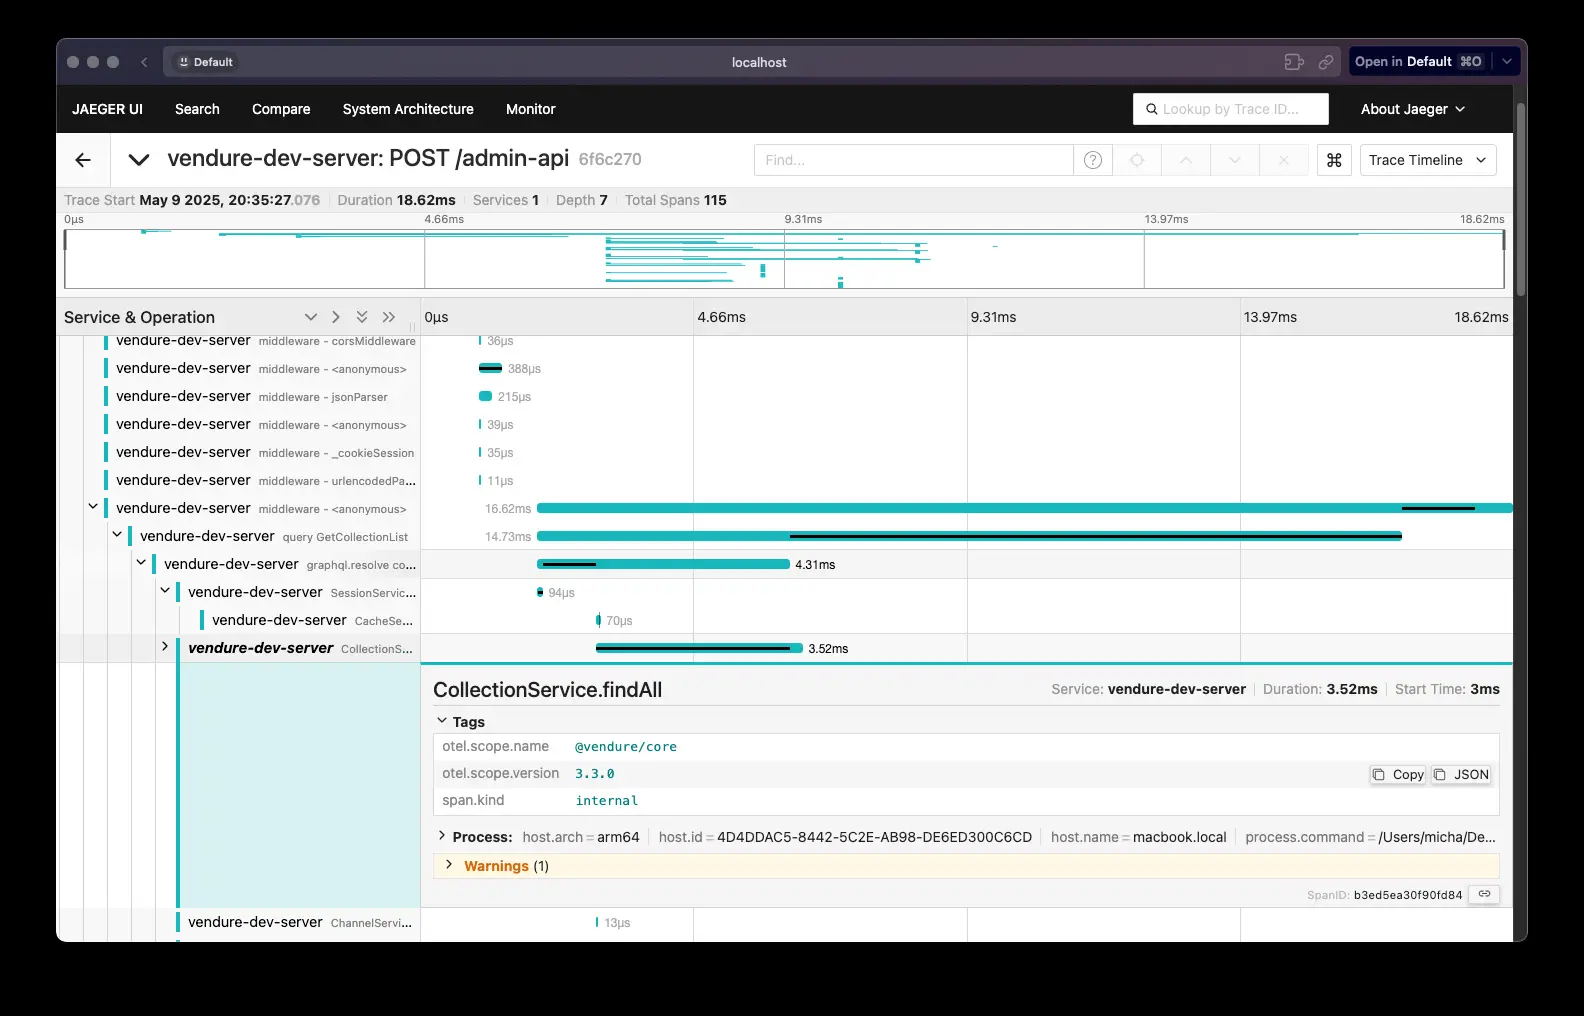 Default
localhost
Open in Default ⌘O
JAEGER UI Search Compare System Architecture Monitor Lookup by Trace ID... About Jaeger
vendure-dev-server: POST /admin-api 6f6c270 Find... ⌘ Trace Timeline
Trace Start May 9 2025, 20:35:27.076 Duration 18.62ms Services 1 Depth 7 Total Spans 115
0μs 4.66ms 9.31ms 13.97ms 18.62ms
Service & Operation 0μs 4.66ms 9.31ms 13.97ms 18.62ms
vendure-dev-server middleware - corsMiddleware 36μs
vendure-dev-server middleware - <anonymous> 388μs
vendure-dev-server middleware - jsonParser 215μs
vendure-dev-server middleware - <anonymous> 39μs
vendure-dev-server middleware - _cookieSession 35μs
vendure-dev-server middleware - urlencodedPa... 11μs
vendure-dev-server middleware - <anonymous> 16.62ms
vendure-dev-server query GetCollectionList 14.73ms
vendure-dev-server graphql.resolve co... 4.31ms
vendure-dev-server SessionServic... 94μs
vendure-dev-server CacheSe... 70μs
vendure-dev-server CollectionS... 3.52ms
CollectionService.findAll Service: vendure-dev-server Duration: 3.52ms Start Time: 3ms
Tags
otel.scope.name @vendure/core
otel.scope.version 3.3.0 Copy JSON
span.kind internal
Process: host.arch = arm64 host.id = 4D4DDAC5-8442-5C2E-AB98-DE6ED300C6CD host.name = macbook.local process.command = /Users/micha/De...
Warnings (1)
SpanID: b3ed5ea30f90fd84
vendure-dev-server ChannelServi... 13μs